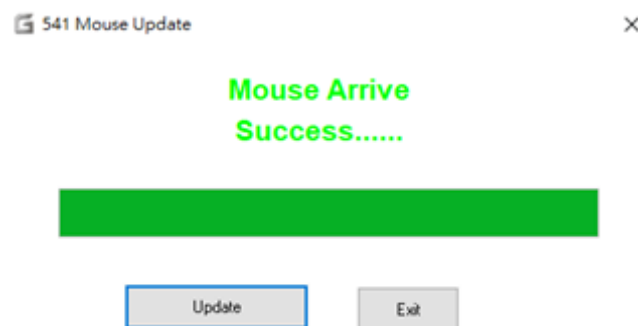 541 Mouse Update
Mouse Arrive
Success......
Update
Exit